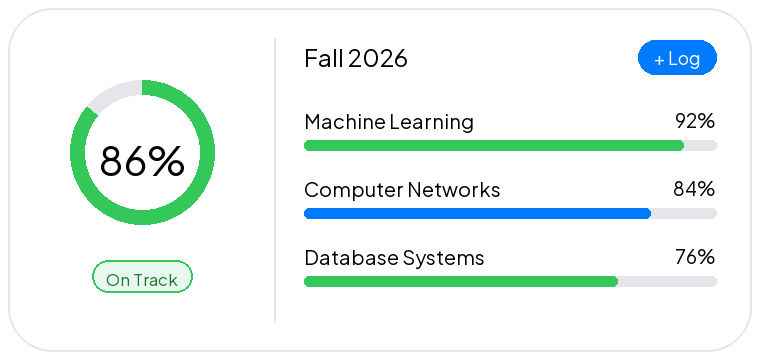 86%
On Track
Fall 2026
+ Log
Machine Learning 92%
Computer Networks 84%
Database Systems 76%